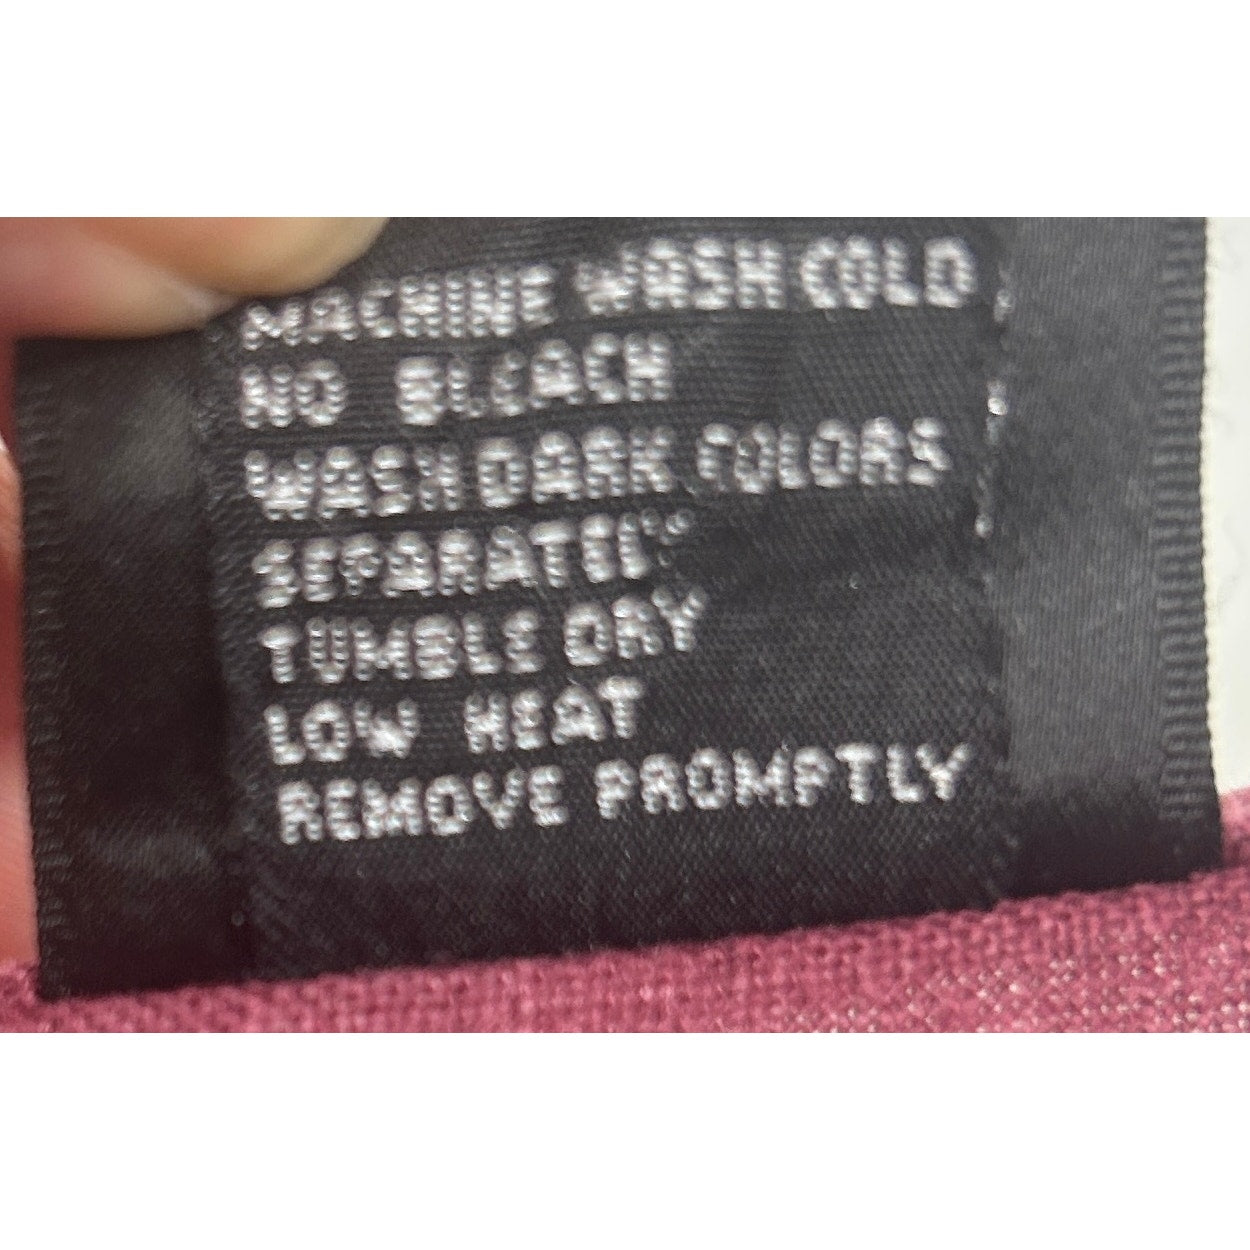 MACHINE WASH COLD
NO BLEACH
WASH DARK COLORS
SEPARATELY
TUMBLE DRY
LOW HEAT
REMOVE PROMPTLY